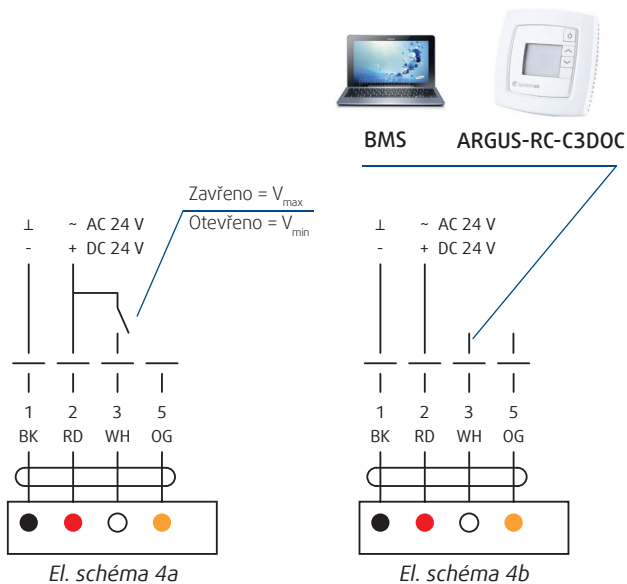 systemair
BMS ARGUS-RC-C3DOC
Zavřeno = Vmax
Otevřeno = Vmin
⊥ ~ AC 24 V
- + DC 24 V
1 2 3 5
BK RD WH OG
El. schéma 4a
⊥ ~ AC 24 V
- + DC 24 V
1 2 3 5
BK RD WH OG
El. schéma 4b